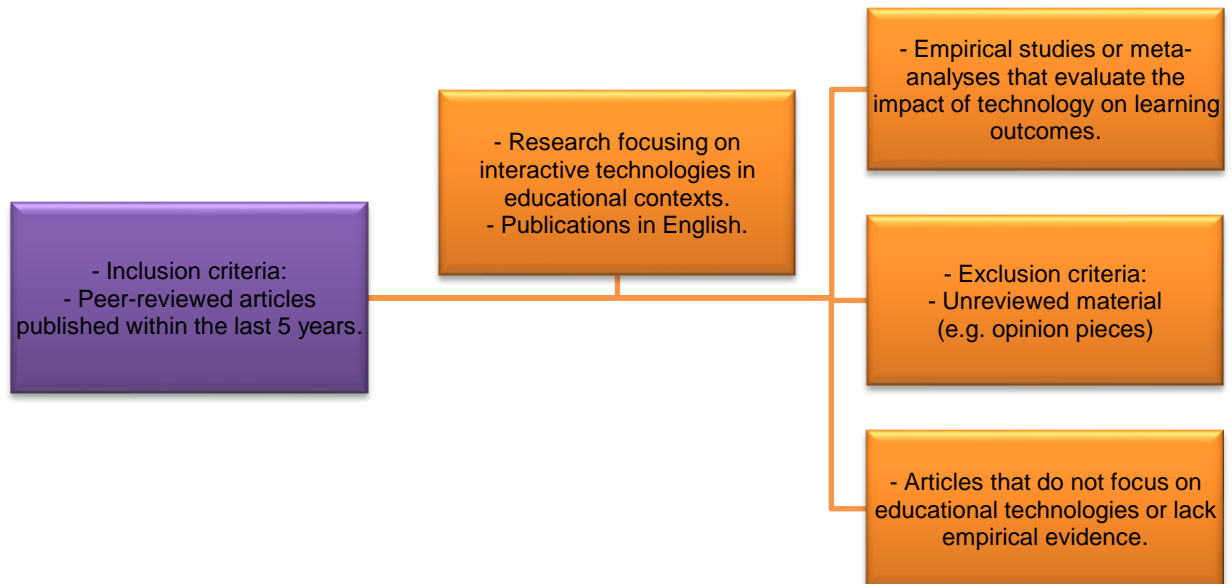 - Inclusion criteria:
- Peer-reviewed articles
published within the last 5 years.
- Research focusing on
interactive technologies in
educational contexts.
- Publications in English.
- Empirical studies or meta-
analyses that evaluate the
impact of technology on learning
outcomes.
- Exclusion criteria:
- Unreviewed material
(e.g. opinion pieces)
- Articles that do not focus on
educational technologies or lack
empirical evidence.